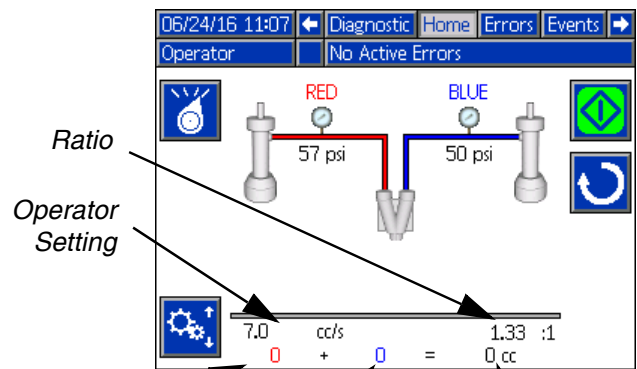 06/24/16 11:07 Diagnostic Home Errors Events
Operator No Active Errors
RED BLUE
57 psi 50 psi
Ratio
Operator
Setting
7.0 cc/s 1.33 :1
0 + 0 = 0 cc